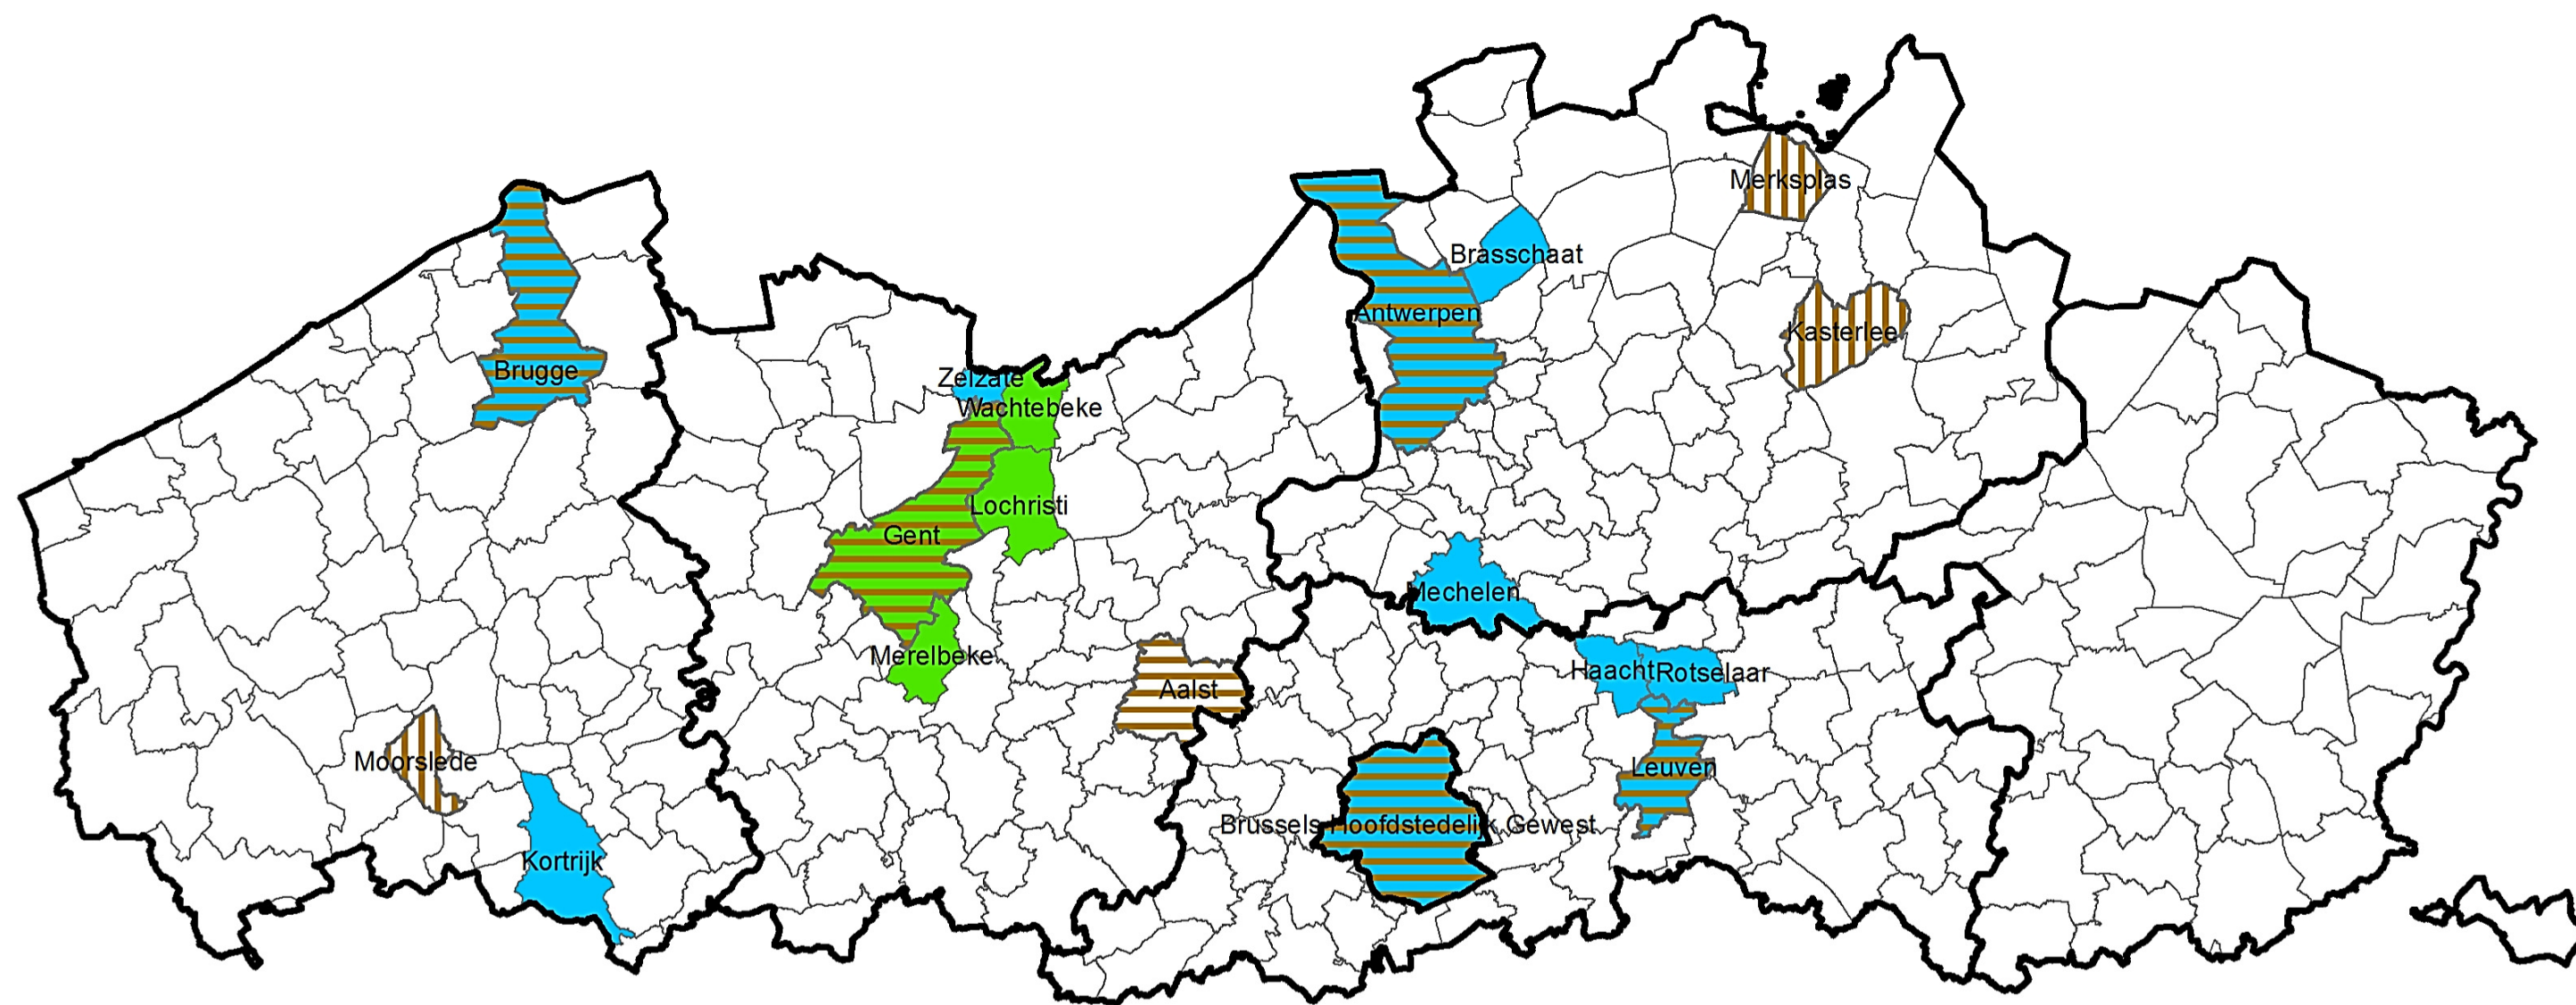 Merksplas
Brasschaat
Antwerpen
Kasterlee
Brugge
Zelzate
Wachtebeke
Lochristi
Gent
Mechelen
Merelbeke
Haacht
Rotselaar
Aalst
Moorslede
Leuven
Brussels Hoofdstedelijk Gewest
Kortrijk